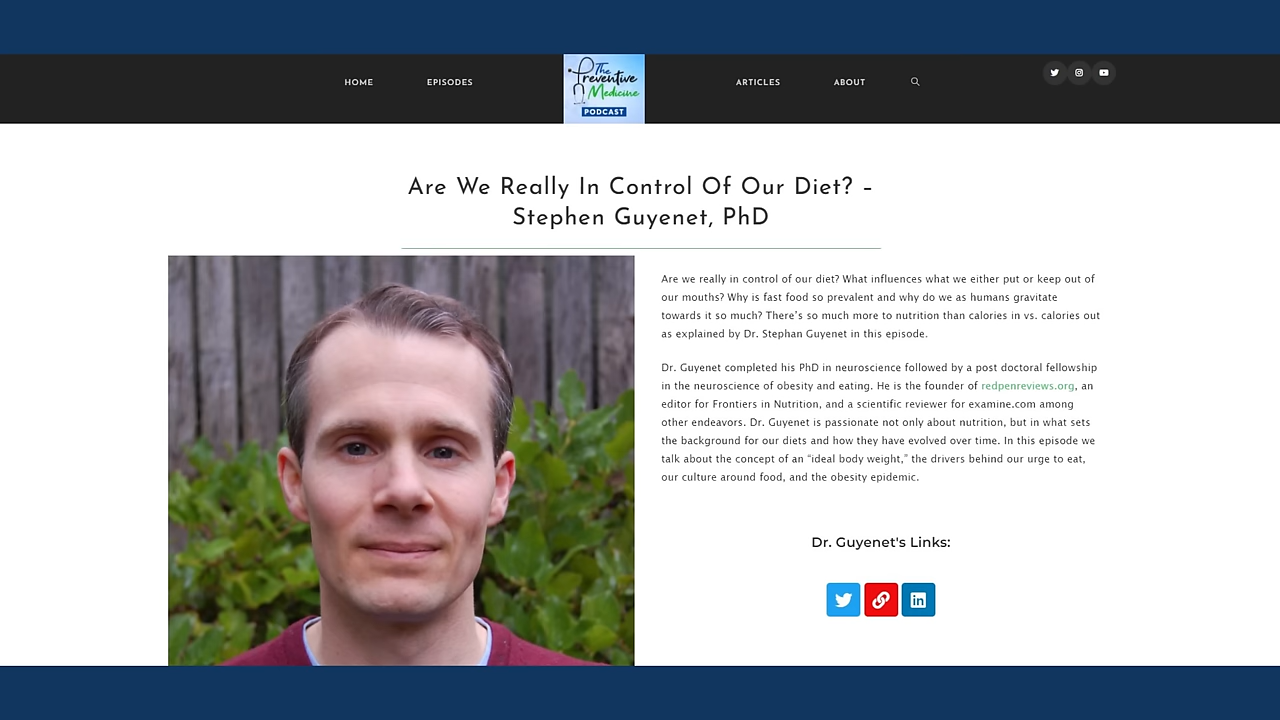 HOME
EPISODES
The
Preventive
Medicine
PODCAST
ARTICLES
ABOUT
Are We Really In Control Of Our Diet? –
Stephen Guyenet, PhD
Are we really in control of our diet? What influences what we either put or keep out of
our mouths? Why is fast food so prevalent and why do we as humans gravitate
towards it so much? There’s so much more to nutrition than calories in vs. calories out
as explained by Dr. Stephan Guyenet in this episode.
Dr. Guyenet completed his PhD in neuroscience followed by a post doctoral fellowship
in the neuroscience of obesity and eating. He is the founder of redpenreviews.org, an
editor for Frontiers in Nutrition, and a scientific reviewer for examine.com among
other endeavors. Dr. Guyenet is passionate not only about nutrition, but in what sets
the background for our diets and how they have evolved over time. In this episode we
talk about the concept of an “ideal body weight,” the drivers behind our urge to eat,
our culture around food, and the obesity epidemic.
Dr. Guyenet's Links: